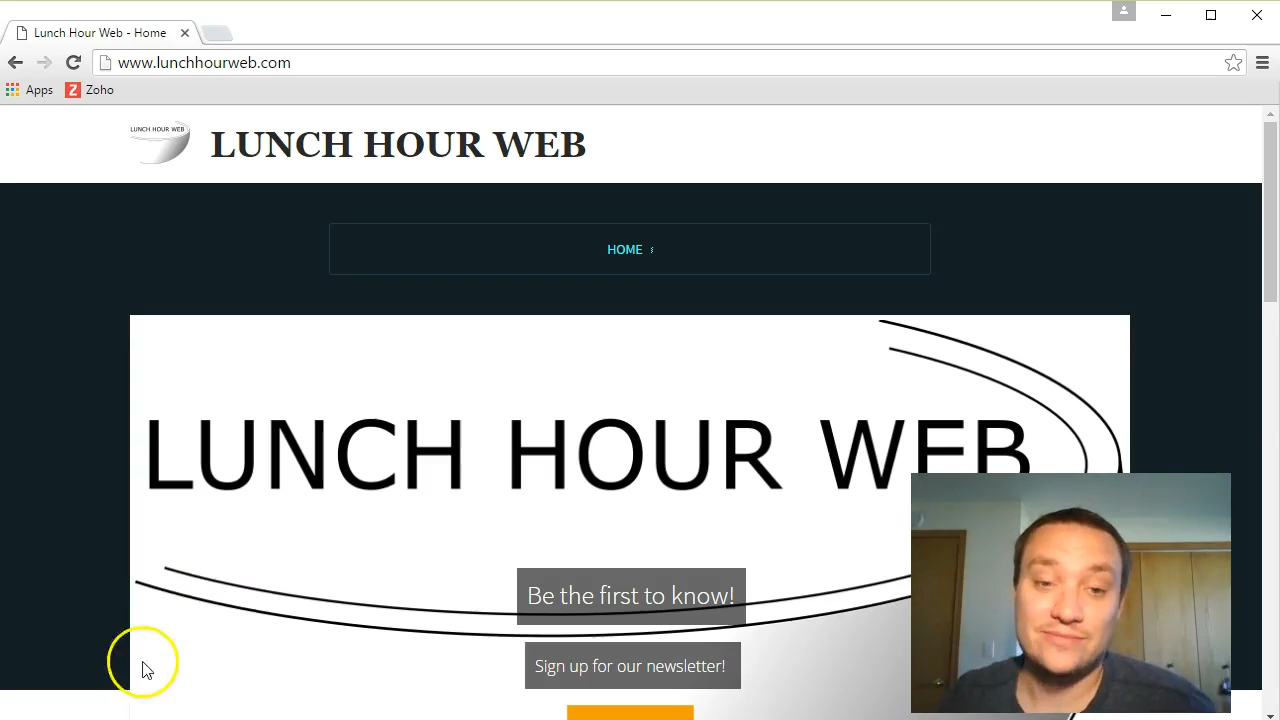 Lunch Hour Web - Home
www.lunchhourweb.com
Apps
Z Zoho
LUNCH HOUR WEB
LUNCH HOUR WEB
HOME
LUNCH HOUR WEB
Be the first to know!
Sign up for our newsletter!